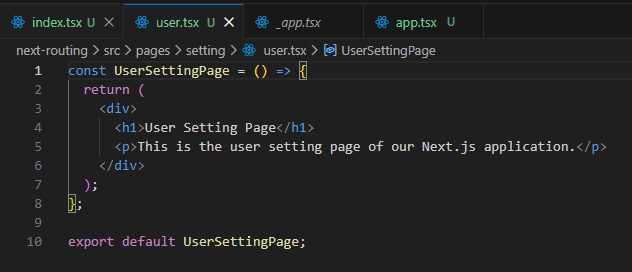 index.tsx U user.tsx U _app.tsx app.tsx U
next-routing > src > pages > setting > user.tsx > UserSettingPage
1 const UserSettingPage = () => {
2   return (
3     <div>
4       <h1>User Setting Page</h1>
5       <p>This is the user setting page of our Next.js application.</p>
6     </div>
7   );
8 };
9
10 export default UserSettingPage;